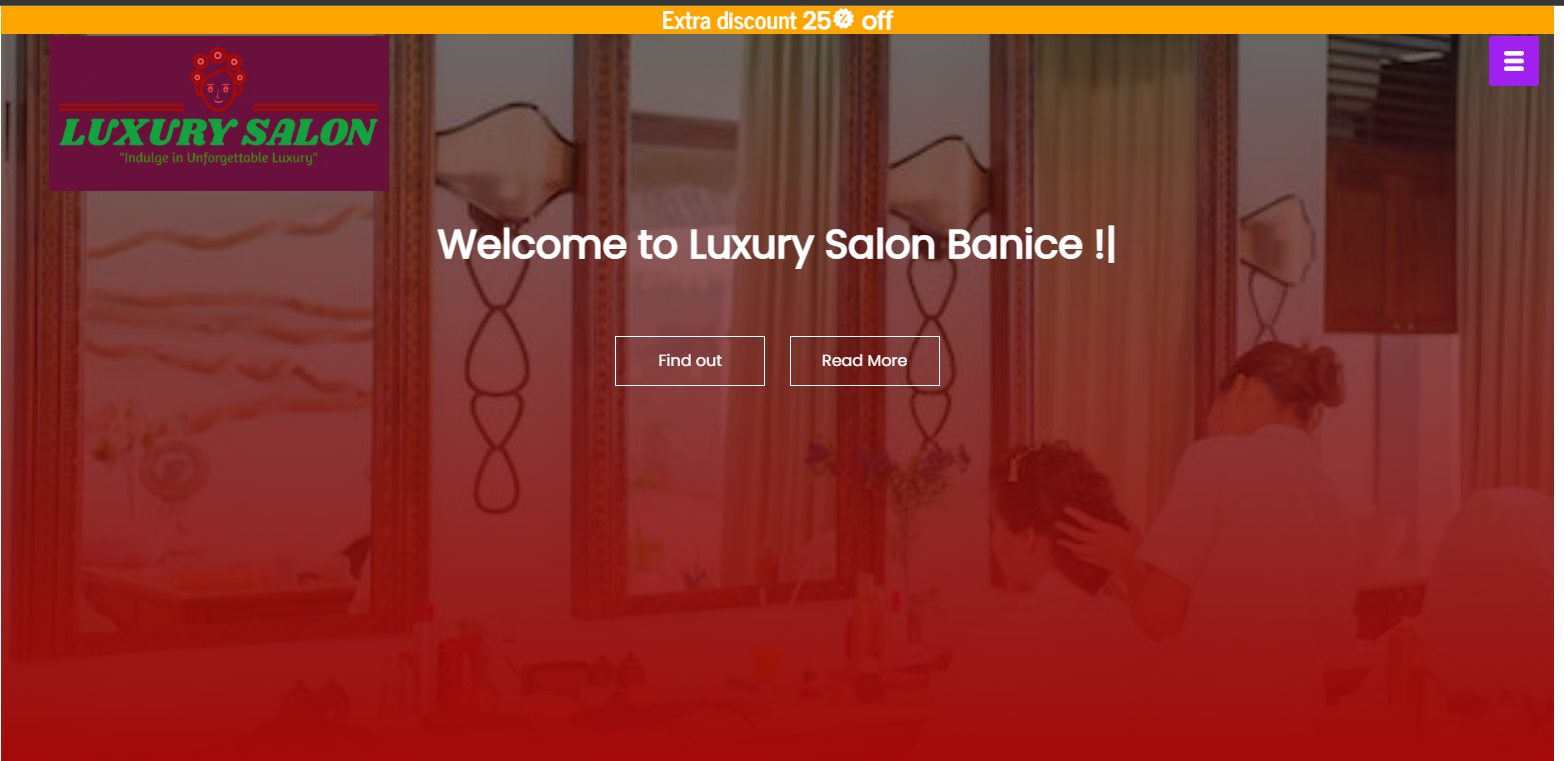 Extra discount 25% off
LUXURY SALON
"Indulge in Unforgettable Luxury"
Welcome to Luxury Salon Banice !|
Find out
Read More